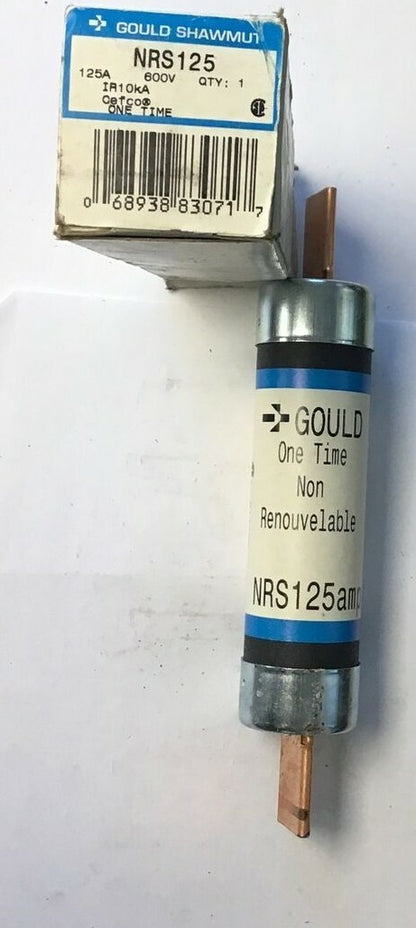 GOULD SHAWMUT
NRS125
125A 600V QTY: 1
IR10kA
Cefco®
ONE TIME
0 68938 83071 7
GOULD
One Time
Non
Renouvelable
NRS125amp